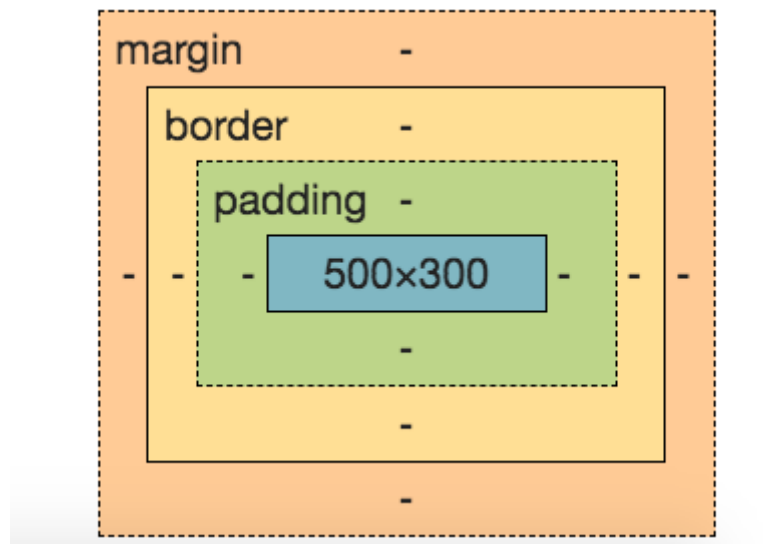 margin -
border -
padding -
- - - 500×300 - - -
-
-
-